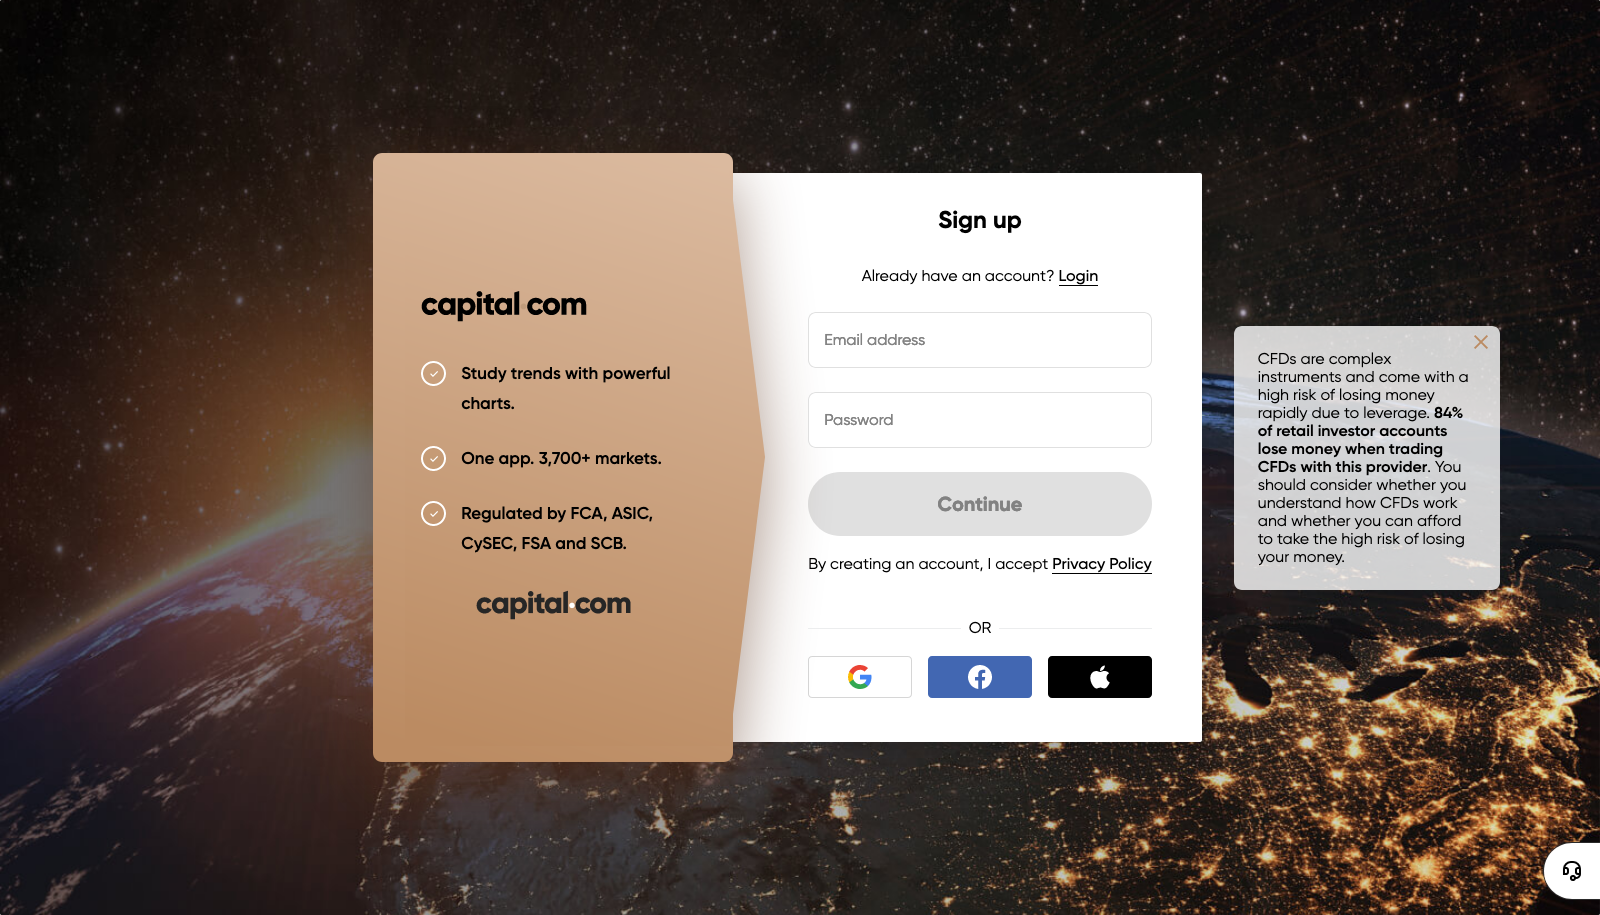 capital com
Study trends with powerful
charts.
One app. 3,700+ markets.
Regulated by FCA, ASIC,
CySEC, FSA and SCB.
capital.com
Sign up
Already have an account? Login
Email address
Password
Continue
By creating an account, I accept Privacy Policy
OR
CFDs are complex
instruments and come with a
high risk of losing money
rapidly due to leverage. 84%
of retail investor accounts
lose money when trading
CFDs with this provider. You
should consider whether you
understand how CFDs work
and whether you can afford
to take the high risk of losing
your money.